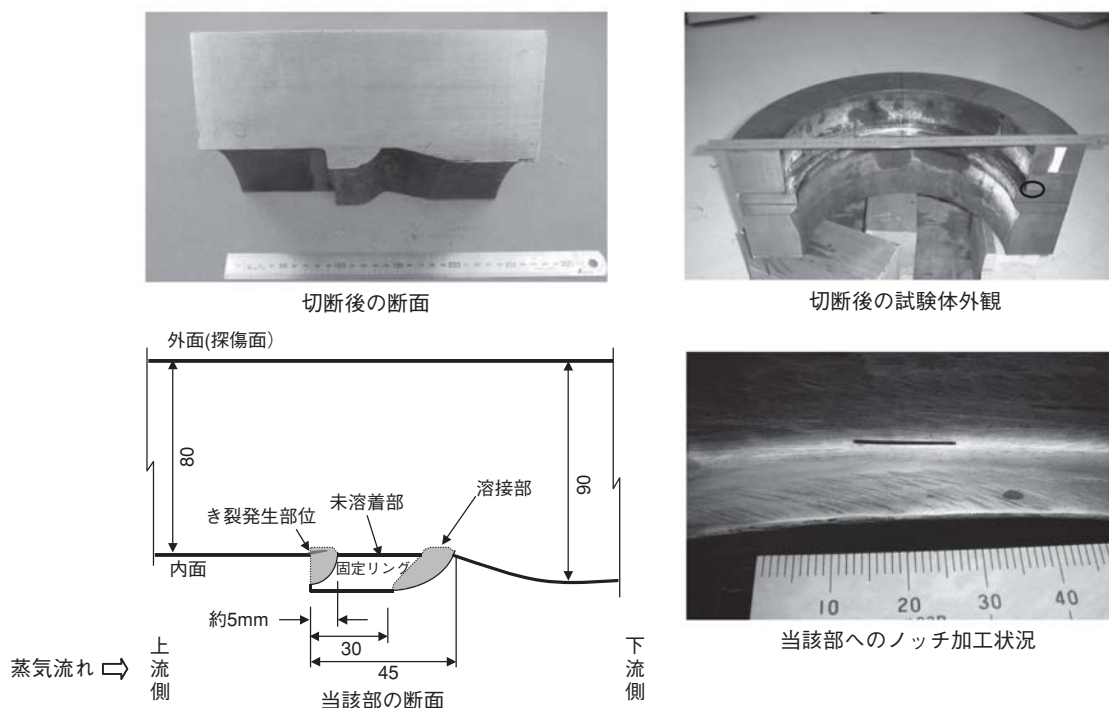 切断後の断面
切断後の試験体外観
外面(探傷面)
80
90
き裂発生部位
未溶着部
溶接部
内面
固定リング
約5mm
30
45
蒸気流れ
上流側
下流側
当該部の断面
10
20
30
40
当該部へのノッチ加工状況